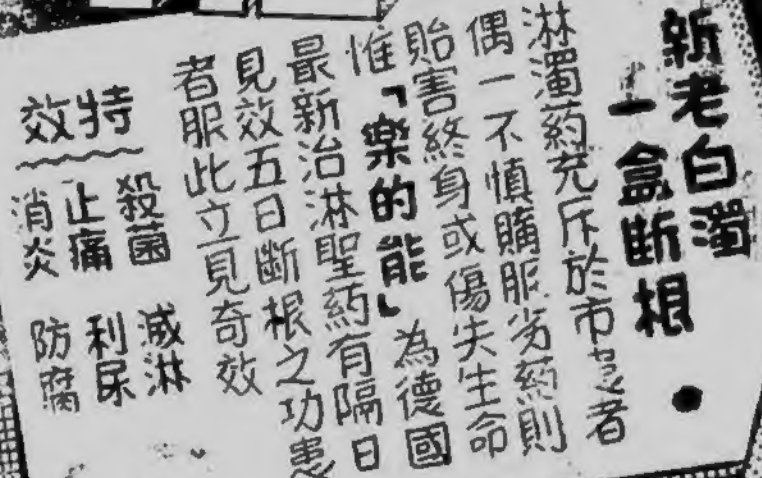 新老白濁
一盒斷根
淋濁葯充斥於市患者
偶一不慎購服劣葯則
貽害終身或傷失生命
惟「樂的能」為德國
最新治淋聖葯有隔日
見效五日斷根之功患
者服此立見奇效
特效
殺菌 滅淋
止痛 利尿
消炎 防腐